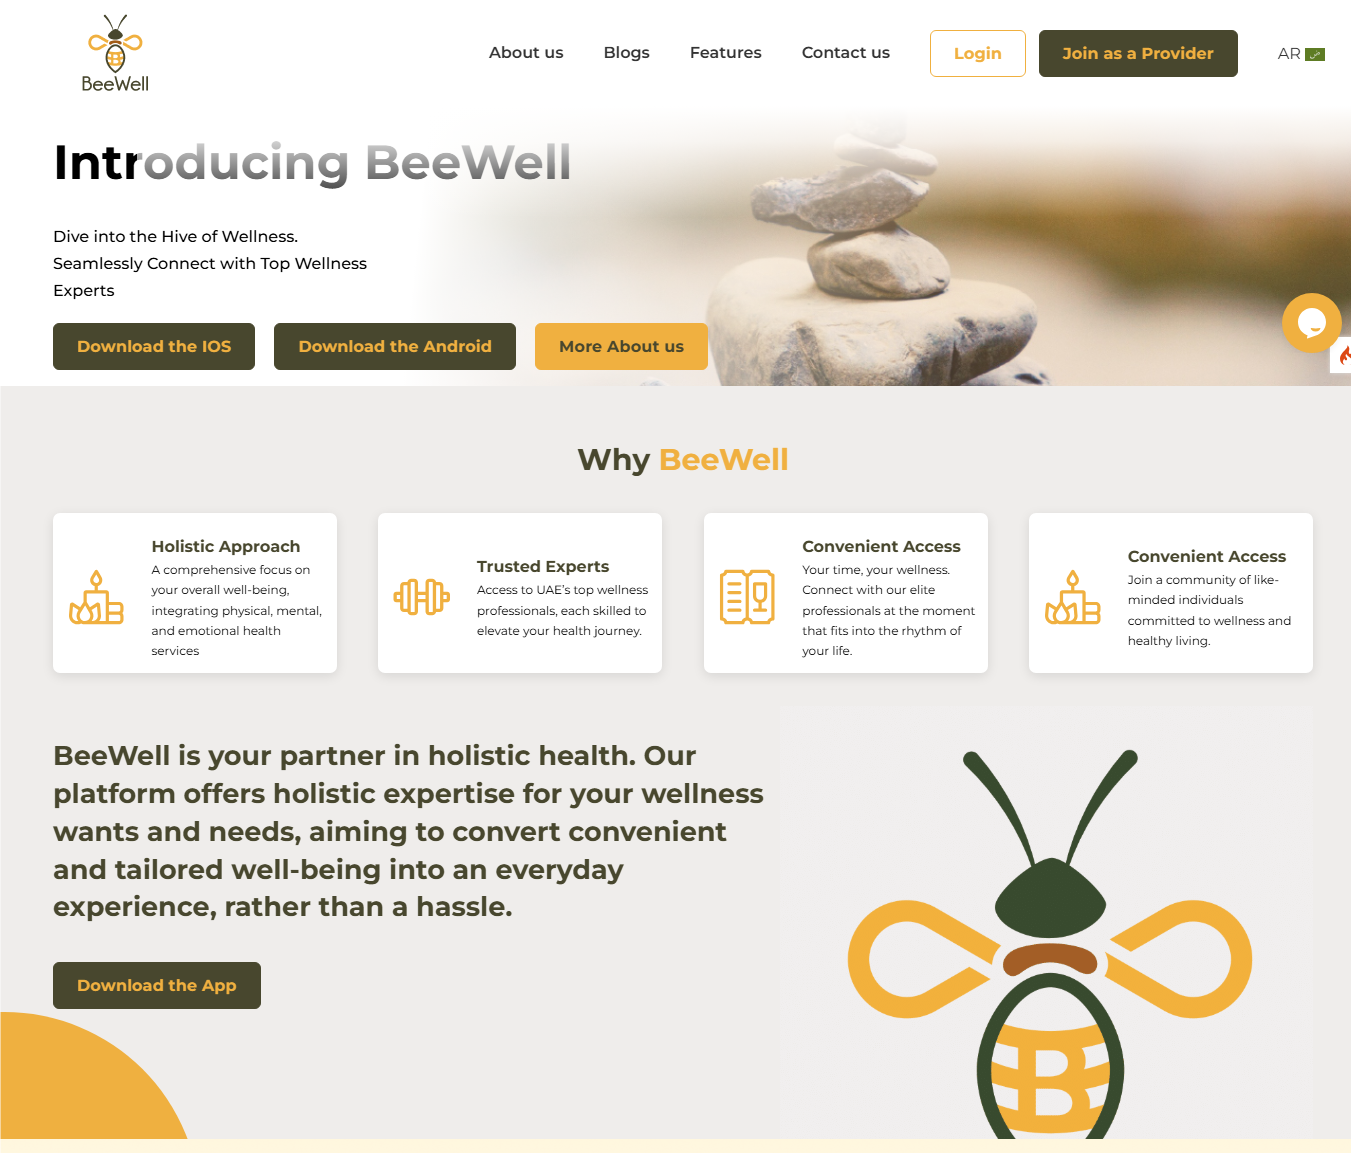 BeeWell
About us
Blogs
Features
Contact us
Login
Join as a Provider
AR
Introducing BeeWell
Dive into the Hive of Wellness.
Seamlessly Connect with Top Wellness
Experts
Download the IOS
Download the Android
More About us
Why BeeWell
Holistic Approach
A comprehensive focus on
your overall well-being,
integrating physical, mental,
and emotional health
services
Trusted Experts
Access to UAE’s top wellness
professionals, each skilled to
elevate your health journey.
Convenient Access
Your time, your wellness.
Connect with our elite
professionals at the moment
that fits into the rhythm of
your life.
Convenient Access
Join a community of like-
minded individuals
committed to wellness and
healthy living.
BeeWell is your partner in holistic health. Our
platform offers holistic expertise for your wellness
wants and needs, aiming to convert convenient
and tailored well-being into an everyday
experience, rather than a hassle.
Download the App
B